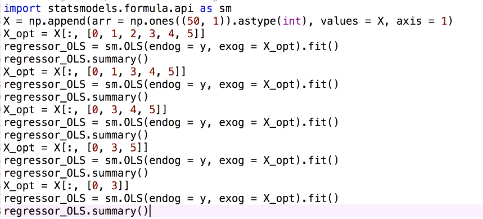 import statsmodels.formula.api as sm
X = np.append(arr = np.ones((50, 1)).astype(int), values = X, axis = 1)
X_opt = X[:, [0, 1, 2, 3, 4, 5]]
regressor_OLS = sm.OLS(endog = y, exog = X_opt).fit()
regressor_OLS.summary()
X_opt = X[:, [0, 1, 3, 4, 5]]
regressor_OLS = sm.OLS(endog = y, exog = X_opt).fit()
regressor_OLS.summary()
X_opt = X[:, [0, 3, 4, 5]]
regressor_OLS = sm.OLS(endog = y, exog = X_opt).fit()
regressor_OLS.summary()
X_opt = X[:, [0, 3, 5]]
regressor_OLS = sm.OLS(endog = y, exog = X_opt).fit()
regressor_OLS.summary()
X_opt = X[:, [0, 3]]
regressor_OLS = sm.OLS(endog = y, exog = X_opt).fit()
regressor_OLS.summary()